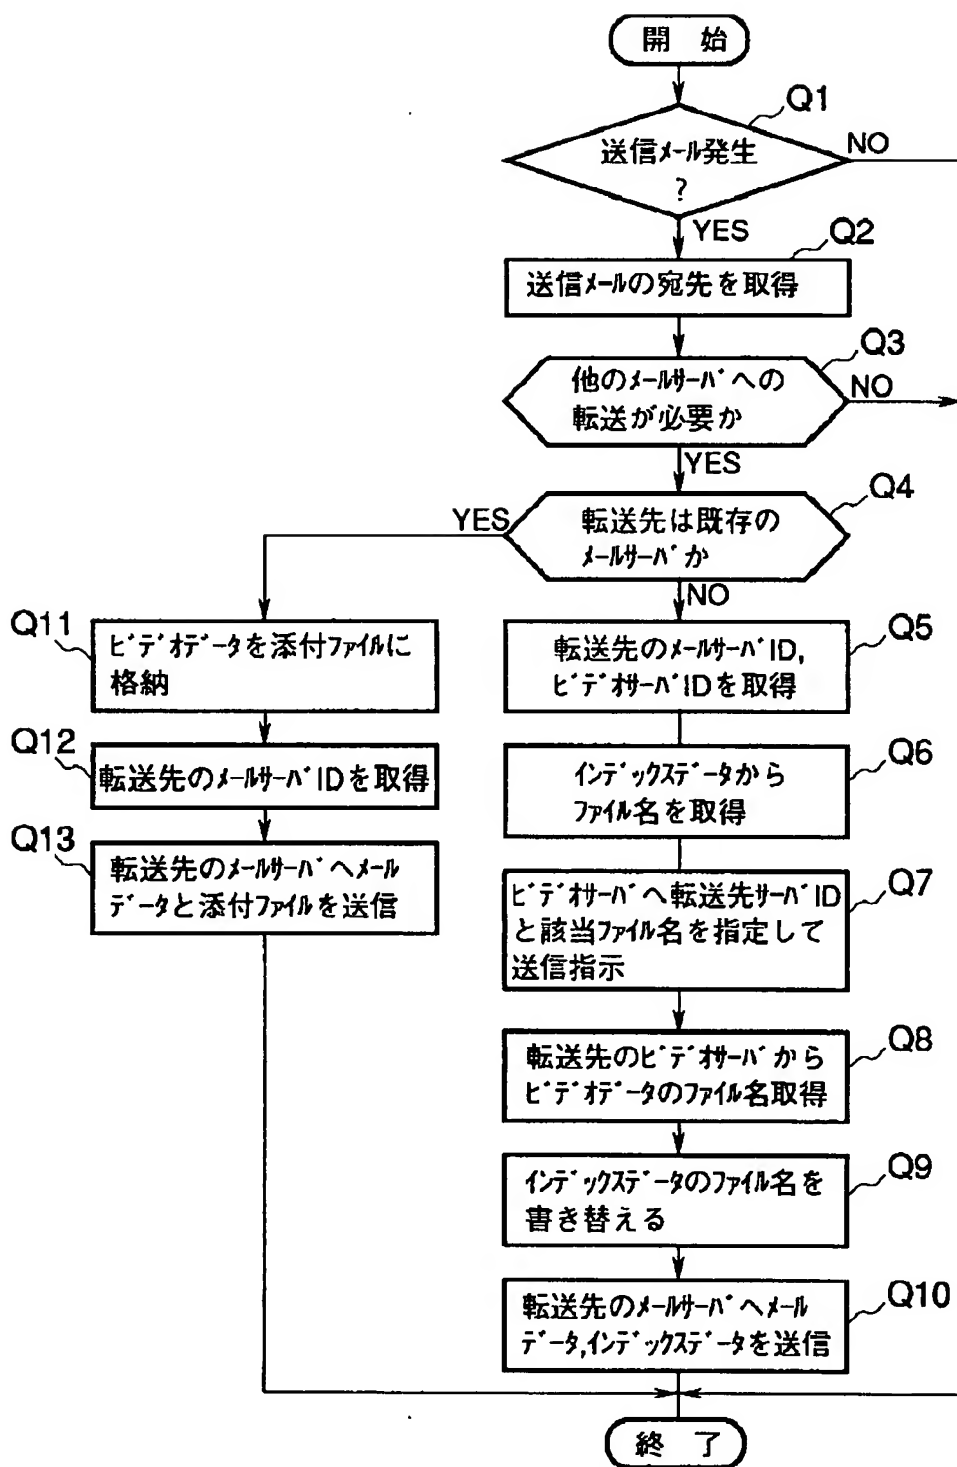 開 始
Q1
送信メール発生
?
NO
YES
Q2
送信メールの宛先を取得
Q3
他のメールサーバへの
転送が必要か
NO
YES
Q4
転送先は既存の
メールサーバか
YES
NO
Q11
ビデオデータを添付ファイルに
格納
Q12
転送先のメールサーバIDを取得
Q13
転送先のメールサーバへメール
データと添付ファイルを送信
Q5
転送先のメールサーバID,
ビデオサーバIDを取得
Q6
インデックスデータから
ファイル名を取得
Q7
ビデオサーバへ転送先サーバID
と該当ファイル名を指定して
送信指示
Q8
転送先のビデオサーバから
ビデオデータのファイル名取得
Q9
インデックスデータのファイル名を
書き替える
Q10
転送先のメールサーバへメール
データ,インデックスデータを送信
終 了